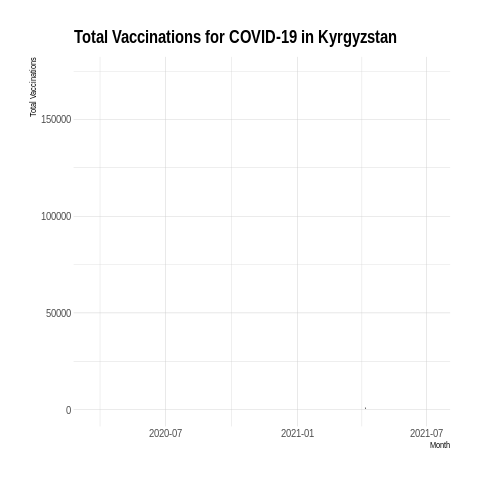 Total Vaccinations for COVID-19 in Kyrgyzstan
Total Vaccinations
150000
100000
50000
0
2020-07 2021-01 2021-07
Month